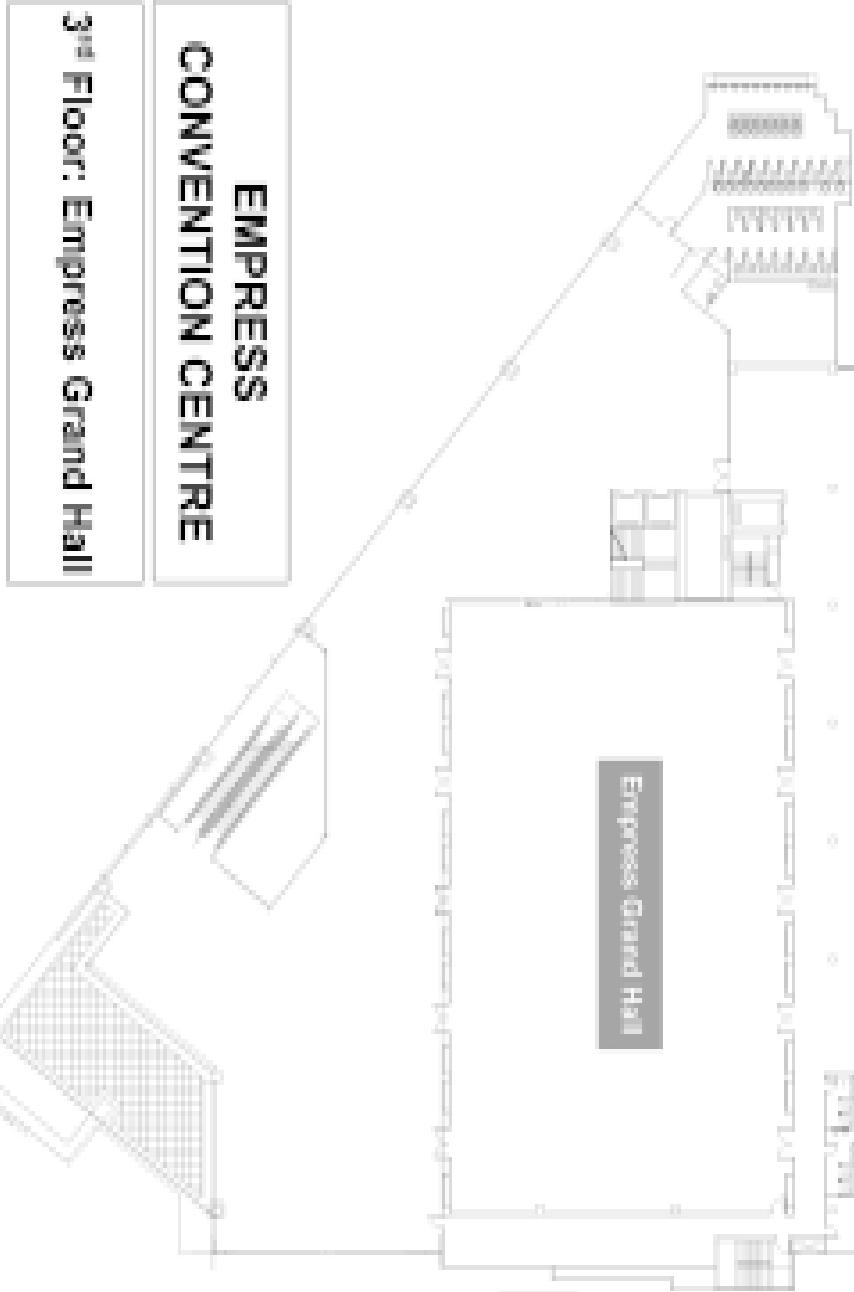 EMPRESS
CONVENTION CENTRE
3rd Floor: Empress Grand Hall
Empress Grand Hall